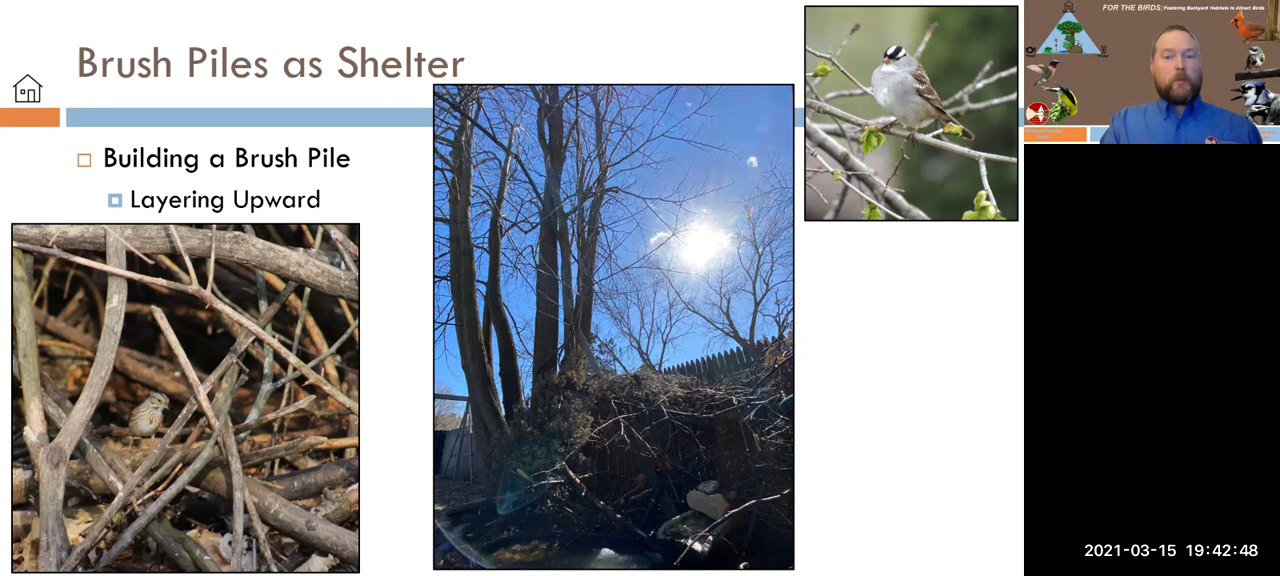 Brush Piles as Shelter
Building a Brush Pile
Layering Upward
FOR THE BIRDS: Fostering Backyard Habitats to Attract Birds
2021-03-15 19:42:48